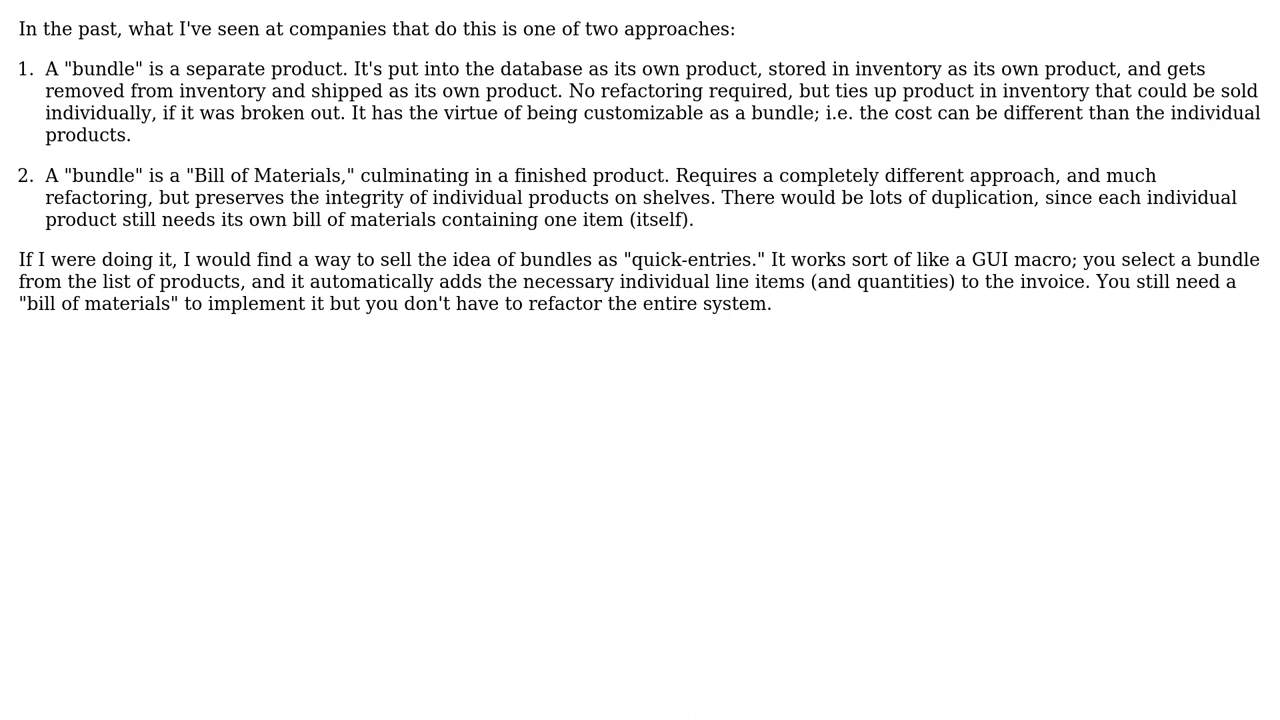 In the past, what I've seen at companies that do this is one of two approaches:
1. A "bundle" is a separate product. It's put into the database as its own product, stored in inventory as its own product, and gets
removed from inventory and shipped as its own product. No refactoring required, but ties up product in inventory that could be sold
individually, if it was broken out. It has the virtue of being customizable as a bundle; i.e. the cost can be different than the individual
products.
2. A "bundle" is a "Bill of Materials," culminating in a finished product. Requires a completely different approach, and much
refactoring, but preserves the integrity of individual products on shelves. There would be lots of duplication, since each individual
product still needs its own bill of materials containing one item (itself).
If I were doing it, I would find a way to sell the idea of bundles as "quick-entries." It works sort of like a GUI macro; you select a bundle
from the list of products, and it automatically adds the necessary individual line items (and quantities) to the invoice. You still need a
"bill of materials" to implement it but you don't have to refactor the entire system.